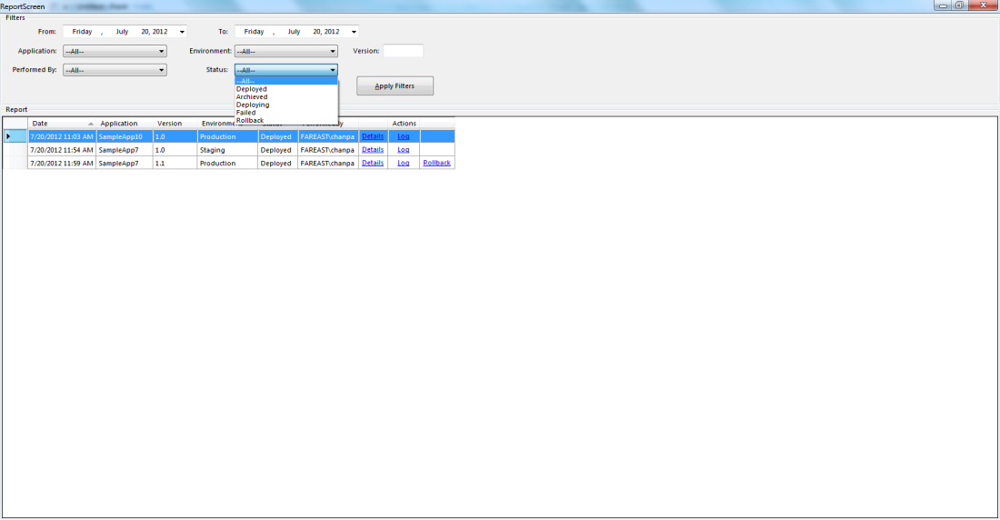 ReportScreen
Filters
From: Friday , July 20, 2012 To: Friday , July 20, 2012
Application: --All-- Environment: --All-- Version:
Performed By: --All-- Status: --All--
--All--
Deployed
Archieved
Deploying
Failed
Rollback
Apply Filters
Report
Date Application Version Environment Status PerformedBy Actions
7/20/2012 11:03 AM SampleApp10 1.0 Production Deployed FAREAST\chanpa Details Log
7/20/2012 11:54 AM SampleApp7 1.0 Staging Deployed FAREAST\chanpa Details Log
7/20/2012 11:59 AM SampleApp7 1.1 Production Deployed FAREAST\chanpa Details Log Rollback